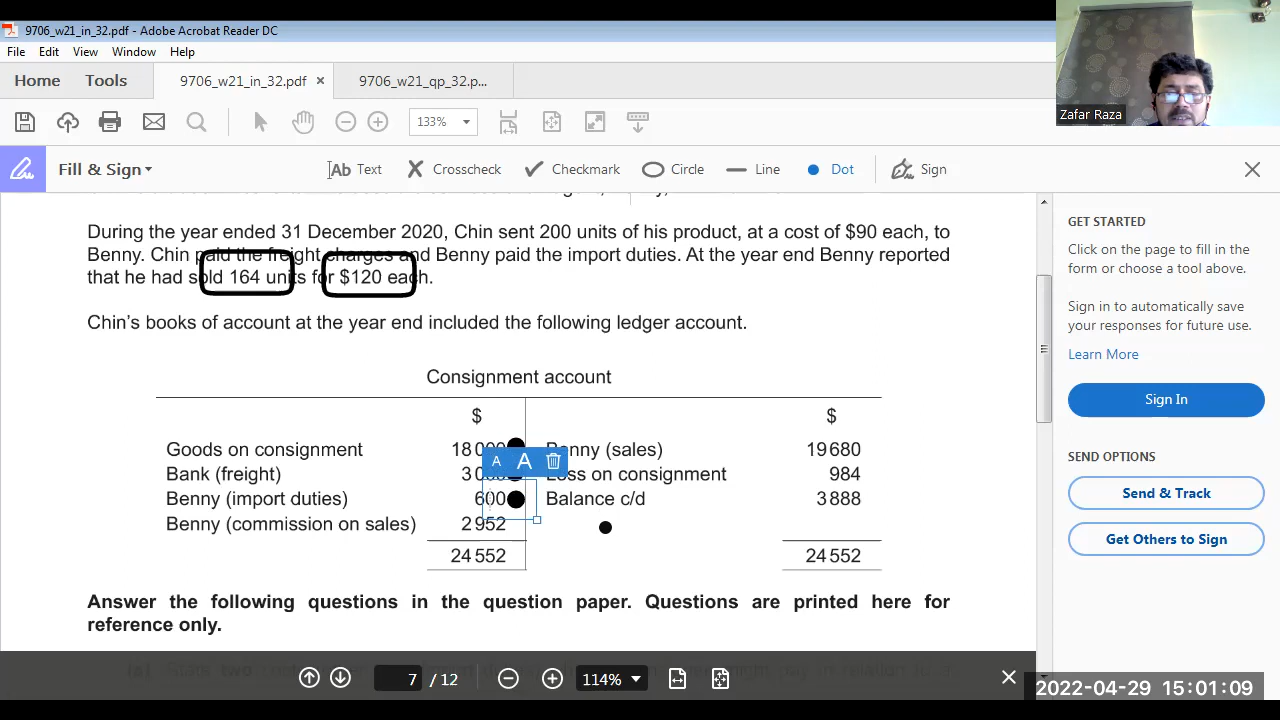 9706_w21_in_32.pdf - Adobe Acrobat Reader DC
File Edit View Window Help
Home Tools 9706_w21_in_32.pdf × 9706_w21_qp_32.p...
133%
Zafar Raza
Fill & Sign Ab Text Crosscheck Checkmark Circle Line Dot Sign
During the year ended 31 December 2020, Chin sent 200 units of his product, at a cost of $90 each, to
Benny. Chin paid the freight charges and Benny paid the import duties. At the year end Benny reported
that he had sold 164 units for $120 each.
Chin's books of account at the year end included the following ledger account.
Consignment account
$ $
Goods on consignment 18 000 Benny (sales) 19 680
Bank (freight) 3 000 Loss on consignment 984
Benny (import duties) 600 Balance c/d 3 888
Benny (commission on sales) 2 952
24 552 24 552
A A
Answer the following questions in the question paper. Questions are printed here for
reference only.
GET STARTED
Click on the page to fill in the
form or choose a tool above.
Sign in to automatically save
your responses for future use.
Learn More
Sign In
SEND OPTIONS
Send & Track
Get Others to Sign
7 / 12 114%
2022-04-29 15:01:09